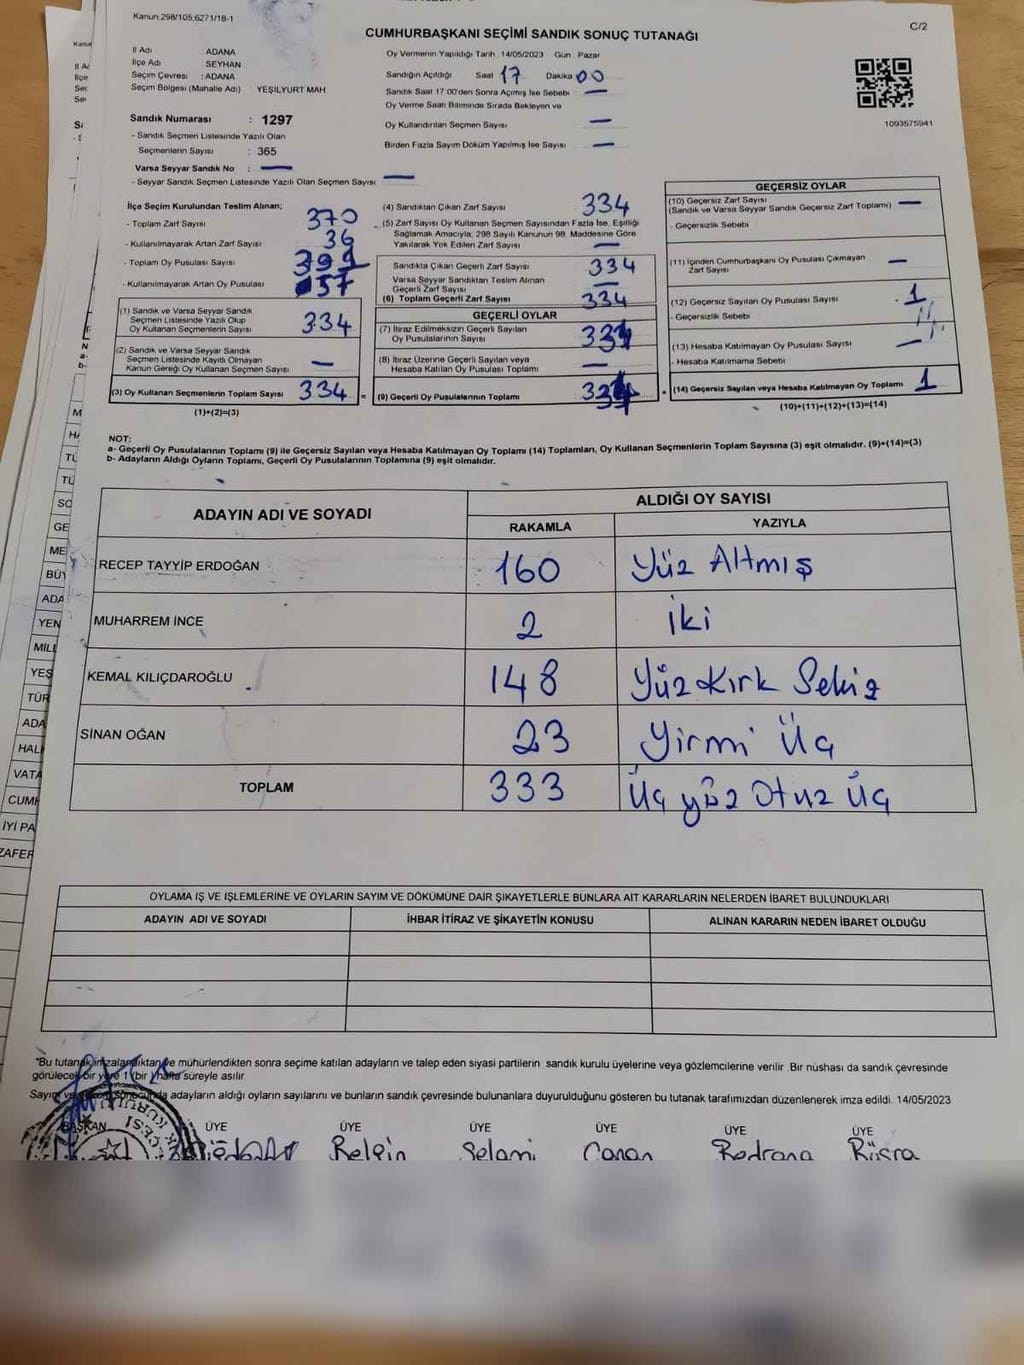 Kanun:298/105;6271/18-1
C/2
CUMHURBAŞKANI SEÇİMİ SANDIK SONUÇ TUTANAĞI
İl Adı ADANA
İlçe Adı SEYHAN
Seçim Çevresi :ADANA
Seçim Bölgesi (Mahalle Adı) YEŞİLYURT MAH
Sandık Numarası : 1297
- Sandık Seçmen Listesinde Yazılı Olan
Seçmenlerin Sayısı : 365
Varsa Seyyar Sandık No : —
- Seyyar Sandık Seçmen Listesinde Yazılı Olan Seçmen Sayısı —
Oy Vermenin Yapıldığı Tarih :14/05/2023 Gün : Pazar
Sandığın Açıldığı Saat 17 Dakika 00
Sandık Saat 17:00'den Sonra Açımış İse Sebebi : —
Oy Verme Saati Bitiminde Sırada Bekleyen ve
Oy Kullandırılan Seçmen Sayısı : —
Birden Fazla Sayım Döküm Yapılmış İse Sayısı : —
1093575941
İlçe Seçim Kurulundan Teslim Alınan;
- Toplam Zarf Sayısı 370
- Kullanılmayarak Artan Zarf Sayısı 36
- Toplam Oy Pusulası Sayısı
- Kullanılmayarak Artan Oy Pusulası 57
(1) Sandık ve Varsa Seyyar Sandık
Seçmen Listesinde Yazılı Olup
Oy Kullanan Seçmenlerin Sayısı 334
(2) Sandık ve Varsa Seyyar Sandık
Seçmen Listesinde Kayıtlı Olmayan
Kanun Gereği Oy Kullanan Seçmen Sayısı —
(3) Oy Kullanan Seçmenlerin Toplam Sayısı 334
(1)+(2)=(3)
(4) Sandıktan Çıkan Zarf Sayısı 334
(5) Zarf Sayısı Oy Kullanan Seçmen Sayısından Fazla İse, Eşitliği
Sağlamak Amacıyla; 298 Sayılı Kanunun 98. Maddesine Göre
Yakılarak Yok Edilen Zarf Sayısı —
Sandıkta Çıkan Geçerli Zarf Sayısı 334
Varsa Seyyar Sandıktan Teslim Alınan
Geçerli Zarf Sayısı —
(6) Toplam Geçerli Zarf Sayısı 334
GEÇERLİ OYLAR
(7) İtiraz Edilmeksizin Geçerli Sayılan
Oy Pusulalarının Sayısı
(8) İtiraz Üzerine Geçerli Sayılan veya
Hesaba Katılan Oy Pusulası Toplamı —
(9) Geçerli Oy Pusulalarının Toplamı
GEÇERSİZ OYLAR
(10) Geçersiz Zarf Sayısı —
(Sandık ve Varsa Seyyar Sandık Geçersiz Zarf Toplamı)
- Geçersizlik Sebebi
(11) İçinden Cumhurbaşkanı Oy Pusulası Çıkmayan
Zarf Sayısı —
(12) Geçersiz Sayılan Oy Pusulası Sayısı 1
- Geçersizlik Sebebi
(13) Hesaba Katılmayan Oy Pusulası Sayısı —
- Hesaba Katılmama Sebebi
(14) Geçersiz Sayılan veya Hesaba Katılmayan Oy Toplamı 1
(10)+(11)+(12)+(13)=(14)
NOT:
a- Geçerli Oy Pusulalarının Toplamı (9) ile Geçersiz Sayılan veya Hesaba Katılmayan Oy Toplamı (14) Toplamları, Oy Kullanan Seçmenlerin Toplam Sayısına (3) eşit olmalıdır. (9)+(14)=(3)
b- Adayların Aldığı Oyların Toplamı, Geçerli Oy Pusulalarının Toplamına (9) eşit olmalıdır.
ADAYIN ADI VE SOYADI ALDIĞI OY SAYISI
RAKAMLA YAZIYLA
RECEP TAYYİP ERDOĞAN 160 Yüz Altmış
MUHARREM İNCE 2 İki
KEMAL KILIÇDAROĞLU 148 Yüz Kırk Sekiz
SİNAN OĞAN 23 Yirmi Üç
TOPLAM 333 Üç yüz Otuz Üç
OYLAMA İŞ VE İŞLEMLERİNE VE OYLARIN SAYIM VE DÖKÜMÜNE DAİR ŞİKAYETLERLE BUNLARA AİT KARARLARIN NELERDEN İBARET BULUNDUKLARI
ADAYIN ADI VE SOYADI İHBAR İTİRAZ VE ŞİKAYETİN KONUSU ALINAN KARARIN NEDEN İBARET OLDUĞU
*Bu tutanak imzalandıktan ve mühürlendikten sonra seçime katılan adayların ve talep eden siyasi partilerin sandık kurulu üyelerine veya gözlemcilerine verilir .Bir nüshası da sandık çevresinde
görülecek bir yere 1 (bir ) hafta süreyle asılır.
Sayım ve adayların aldığı oyların sayılarını ve bunların sandık çevresinde bulunanlara duyurulduğunu gösteren bu tutanak tarafımızdan düzenlenerek imza edildi. 14/05/2023
BAŞKAN ÜYE ÜYE ÜYE ÜYE ÜYE ÜYE
Belgin Selami Canan Bedrana Büşra